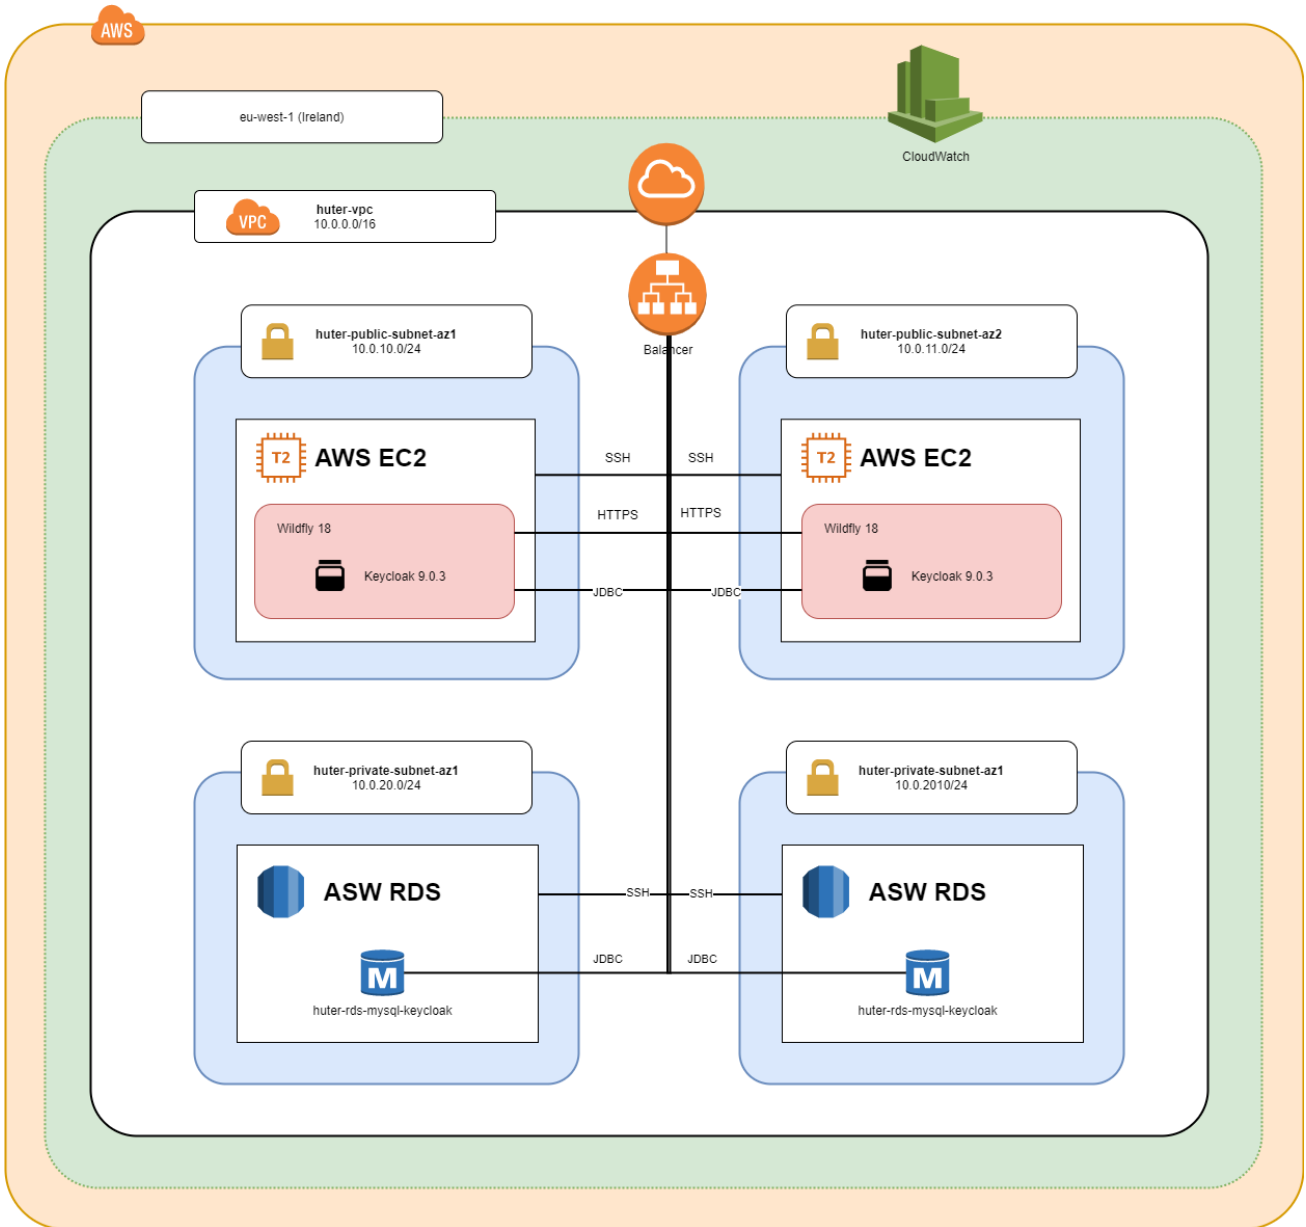 AWS
eu-west-1 (Ireland)
CloudWatch
VPC
huter-vpc
10.0.0.0/16
Balancer
huter-public-subnet-az1
10.0.10.0/24
huter-public-subnet-az2
10.0.11.0/24
T2
AWS EC2
SSH
SSH
T2
AWS EC2
Wildfly 18
HTTPS
HTTPS
Wildfly 18
Keycloak 9.0.3
Keycloak 9.0.3
JDBC
JDBC
huter-private-subnet-az1
10.0.20.0/24
huter-private-subnet-az1
10.0.2010/24
ASW RDS
SSH
SSH
ASW RDS
JDBC
JDBC
M
M
huter-rds-mysql-keycloak
huter-rds-mysql-keycloak